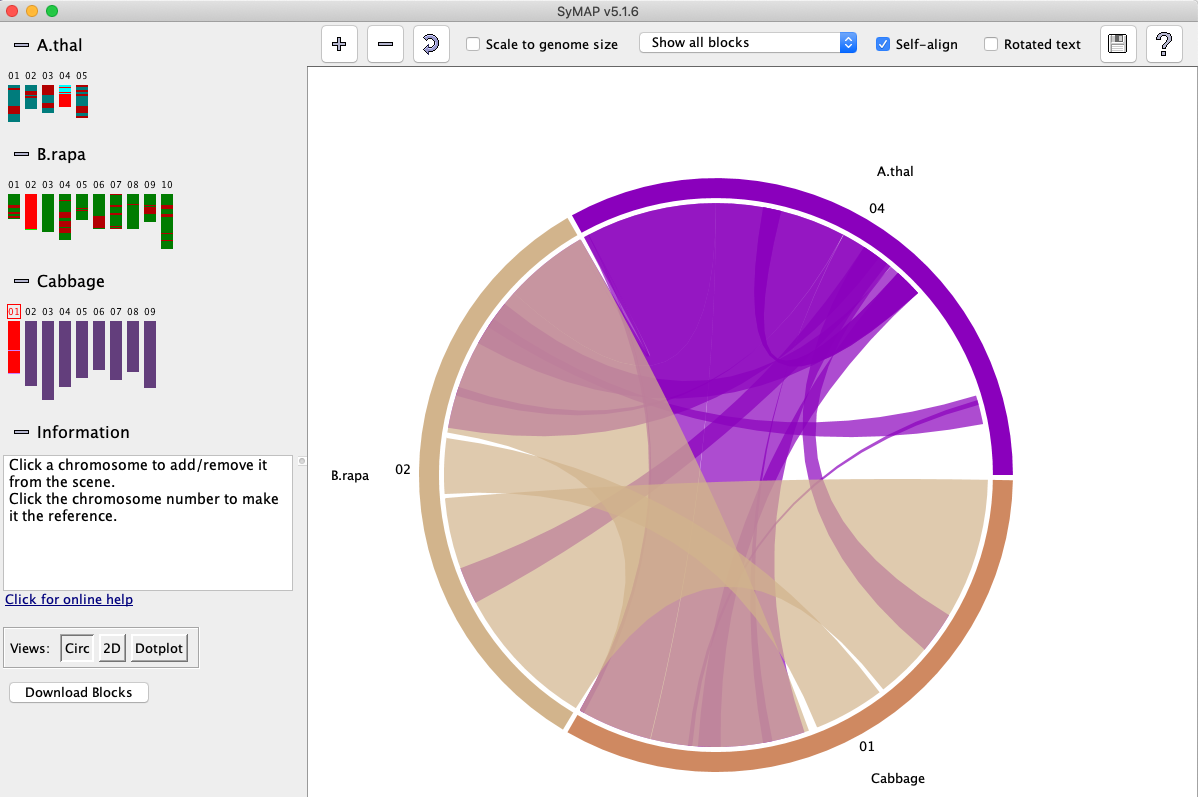 SyMAP v5.1.6
Scale to genome size
Show all blocks
Self-align
Rotated text
?
A.thal
01 02 03 04 05
B.rapa
01 02 03 04 05 06 07 08 09 10
Cabbage
01 02 03 04 05 06 07 08 09
Information
Click a chromosome to add/remove it
from the scene.
Click the chromosome number to make
it the reference.
Click for online help
Views: Circ 2D Dotplot
Download Blocks
A.thal
04
B.rapa 02
01
Cabbage